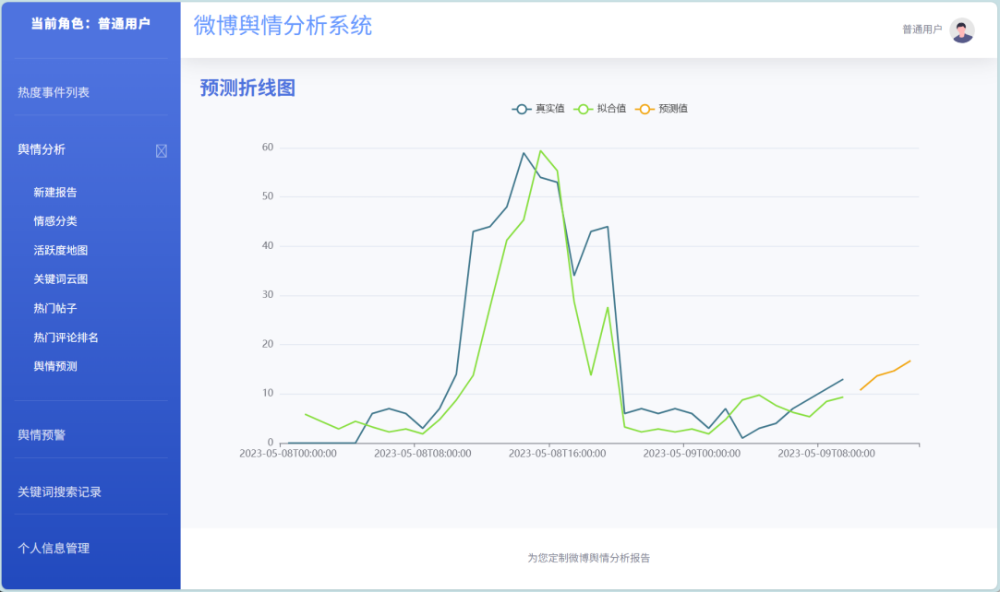 当前角色：普通用户
微博舆情分析系统
普通用户
热度事件列表
舆情分析
新建报告
情感分类
活跃度地图
关键词云图
热门帖子
热门评论排名
舆情预测
舆情预警
关键词搜索记录
个人信息管理
预测折线图
真实值 拟合值 预测值
60
50
40
30
20
10
0
2023-05-08T00:00:00 2023-05-08T08:00:00 2023-05-08T16:00:00 2023-05-09T00:00:00 2023-05-09T08:00:00
为您定制微博舆情分析报告